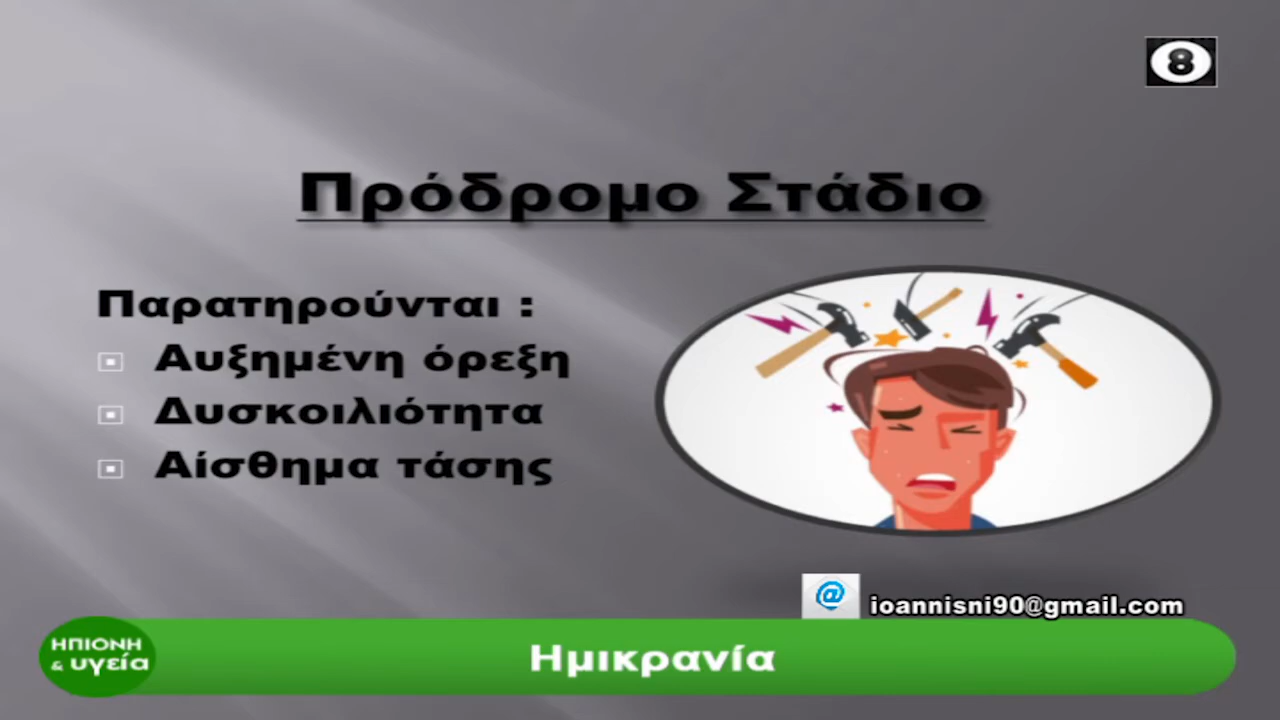 8
Πρόδρομο Στάδιο
Παρατηρούνται :
Αυξημένη όρεξη
Δυσκοιλιότητα
Αίσθημα τάσης
@ ioannisni90@gmail.com
ΗΠΙΟΝΗ
& υγεία
Ημικρανία